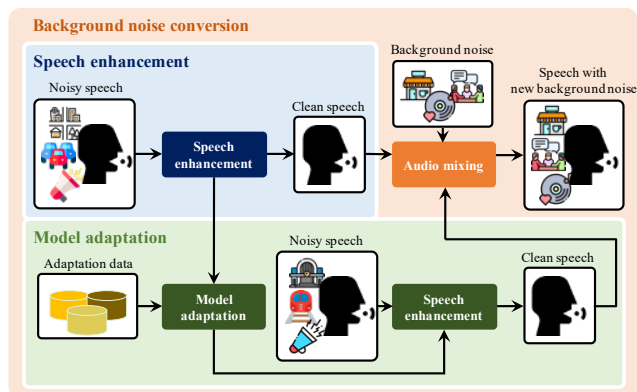 Background noise conversion
Speech enhancement
Noisy speech
Clean speech
Speech
enhancement
Background noise
Speech with
new background noise
Audio mixing
Model adaptation
Adaptation data
Model
adaptation
Noisy speech
Speech
enhancement
Clean speech